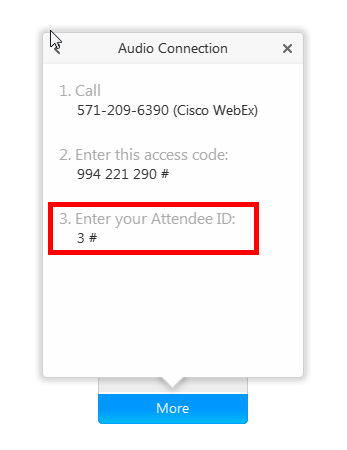 Audio Connection
1. Call
571-209-6390 (Cisco WebEx)
2. Enter this access code:
994 221 290 #
3. Enter your Attendee ID:
3 #
More